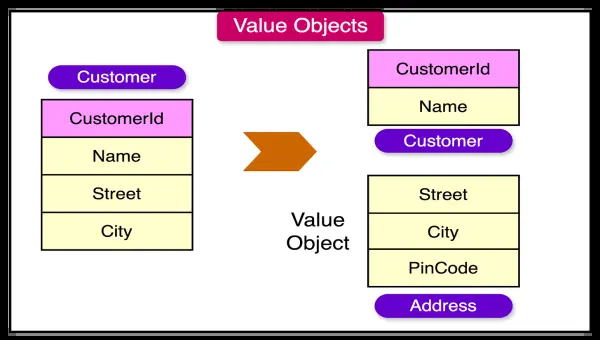 Value Objects
Customer
CustomerId
Name
Street
City
CustomerId
Name
Customer
Value
Object
Street
City
PinCode
Address